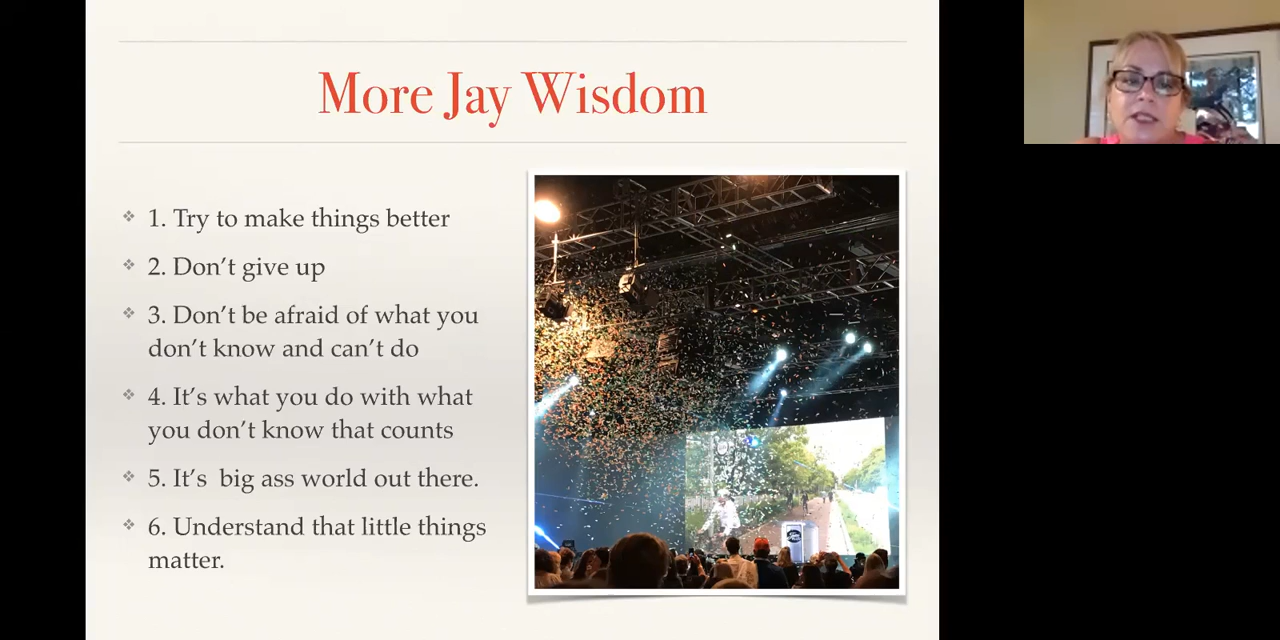 More Jay Wisdom
1. Try to make things better
2. Don’t give up
3. Don’t be afraid of what you
don’t know and can’t do
4. It’s what you do with what
you don’t know that counts
5. It’s  big ass world out there.
6. Understand that little things
matter.